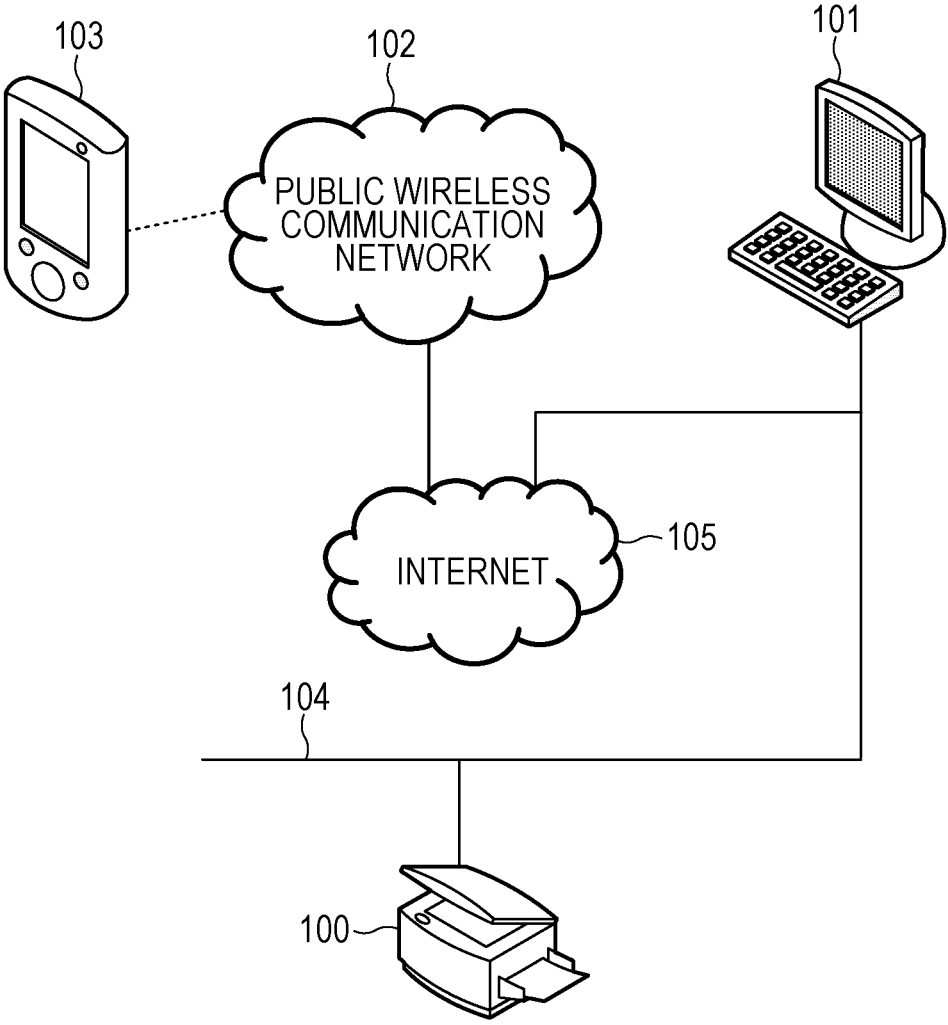 103
102
101
PUBLIC WIRELESS
COMMUNICATION
NETWORK
105
INTERNET
104
100